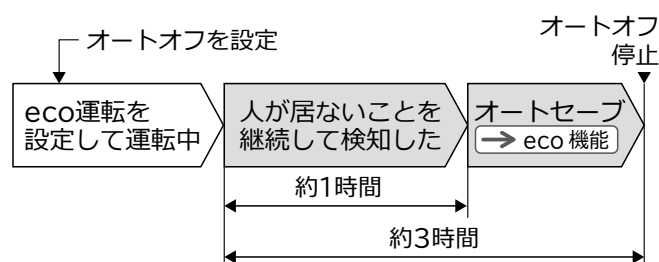 オートオフを設定
オートオフ
停止
eco運転を
設定して運転中
人が居ないことを
継続して検知した
オートセーブ
→ eco 機能
約1時間
約3時間